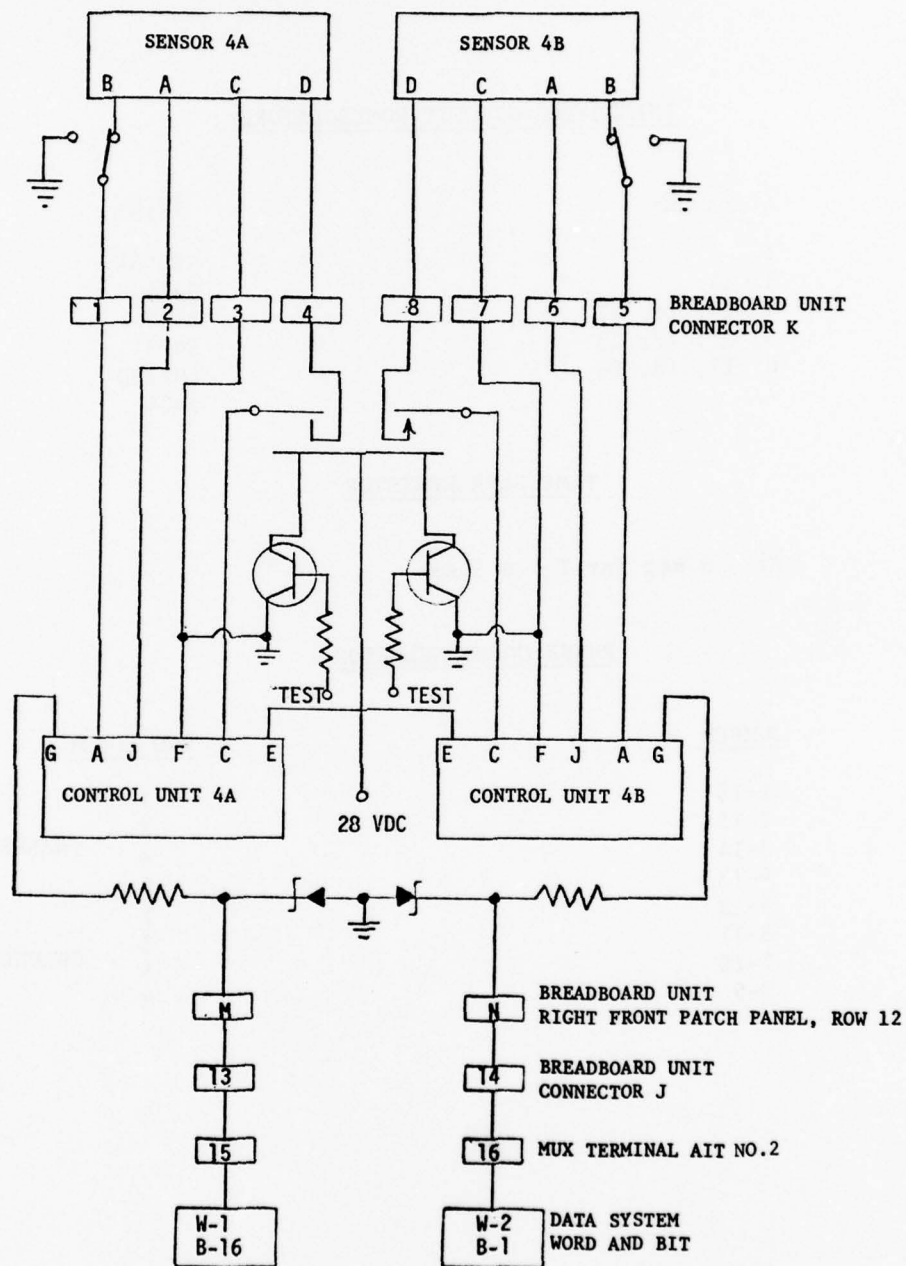 SENSOR 4A
B A C D
SENSOR 4B
D C A B
1 2 3 4 8 7 6 5
BREADBOARD UNIT
CONNECTOR K
TEST TEST
G A J F C E
CONTROL UNIT 4A
E C F J A G
CONTROL UNIT 4B
28 VDC
M N
BREADBOARD UNIT
RIGHT FRONT PATCH PANEL, ROW 12
13 14
BREADBOARD UNIT
CONNECTOR J
15 16
MUX TERMINAL AIT NO.2
W-1
B-16
W-2
B-1
DATA SYSTEM
WORD AND BIT